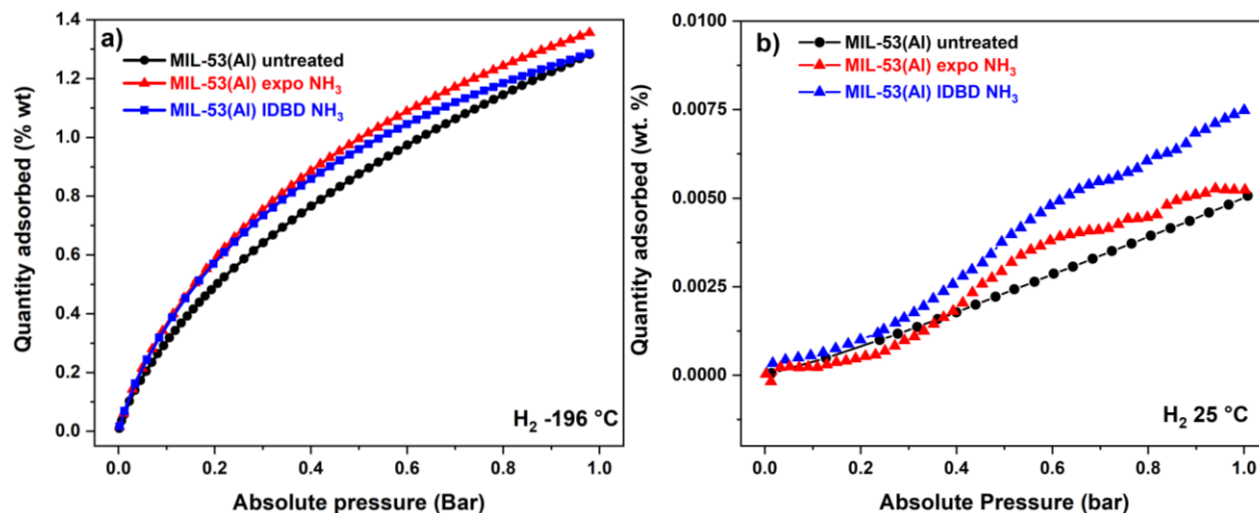 a)
MIL-53(Al) untreated
MIL-53(Al) expo NH₃
MIL-53(Al) IDBD NH₃
H₂ -196 °C
Quantity adsorbed (% wt)
1.4
1.2
1.0
0.8
0.6
0.4
0.2
0.0
0.0 0.2 0.4 0.6 0.8 1.0
Absolute pressure (Bar)
b)
MIL-53(Al) untreated
MIL-53(Al) expo NH₃
MIL-53(Al) IDBD NH₃
H₂ 25 °C
Quantity adsorbed (wt. %)
0.0100
0.0075
0.0050
0.0025
0.0000
0.0 0.2 0.4 0.6 0.8 1.0
Absolute Pressure (bar)